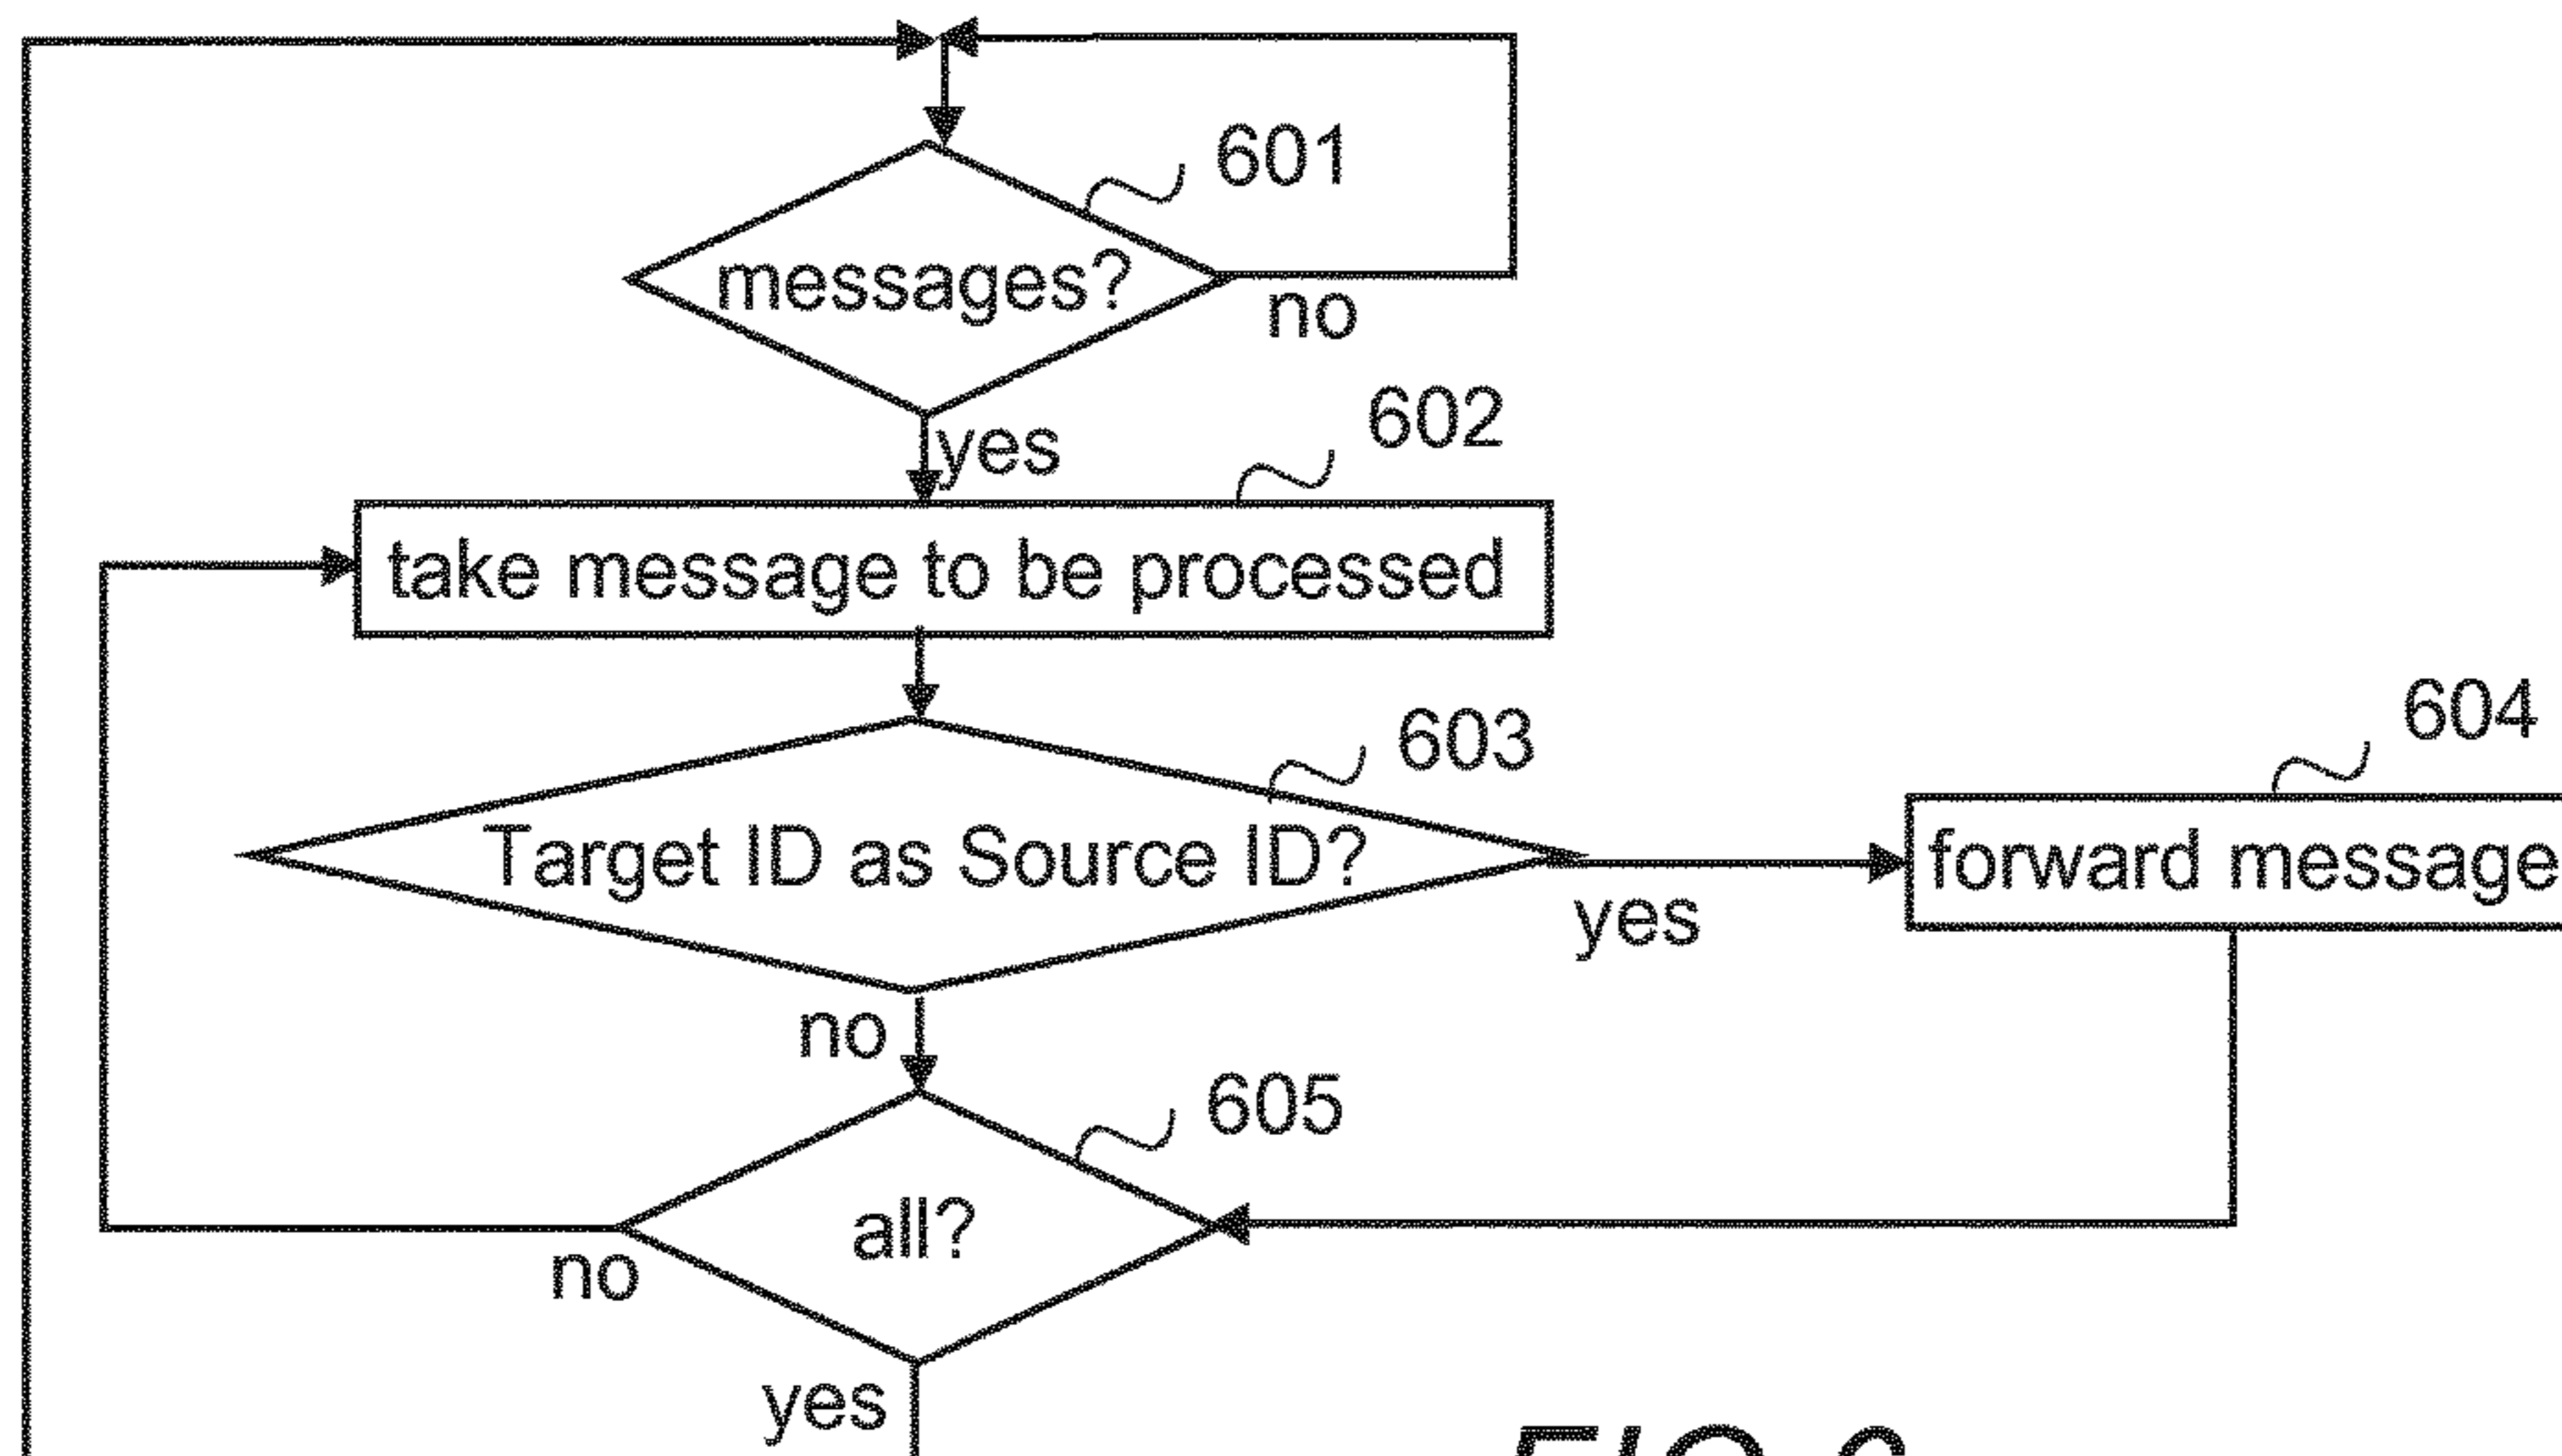 601
messages?
no
yes
602
take message to be processed
603
604
Target ID as Source ID?
forward message
yes
no
605
all?
no
yes